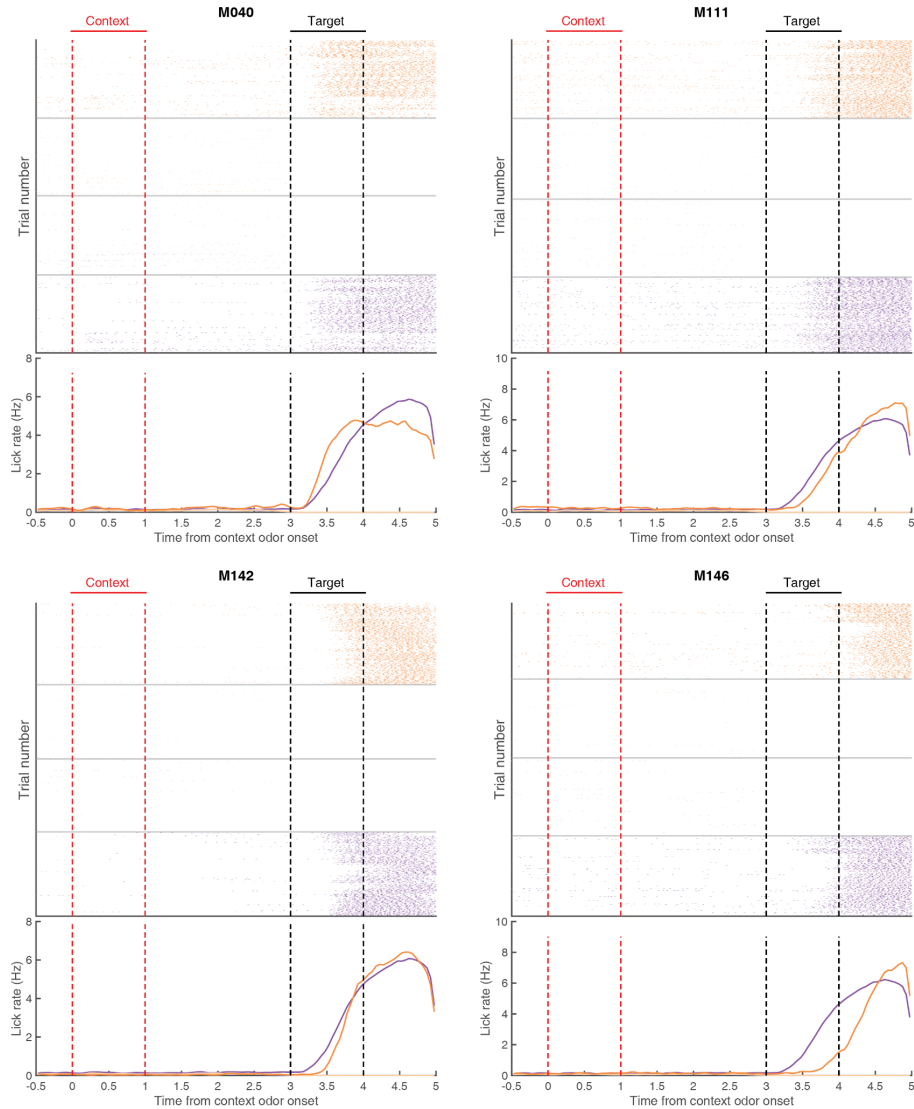 M040
Context Target
Trial number
8
6
4
2
0
Lick rate (Hz)
-0.5 0 0.5 1 1.5 2 2.5 3 3.5 4 4.5 5
Time from context odor onset
M111
Context Target
Trial number
10
8
6
4
2
0
Lick rate (Hz)
-0.5 0 0.5 1 1.5 2 2.5 3 3.5 4 4.5 5
Time from context odor onset
M142
Context Target
Trial number
8
6
4
2
0
Lick rate (Hz)
-0.5 0 0.5 1 1.5 2 2.5 3 3.5 4 4.5 5
Time from context odor onset
M146
Context Target
Trial number
10
8
6
4
2
0
Lick rate (Hz)
-0.5 0 0.5 1 1.5 2 2.5 3 3.5 4 4.5 5
Time from context odor onset